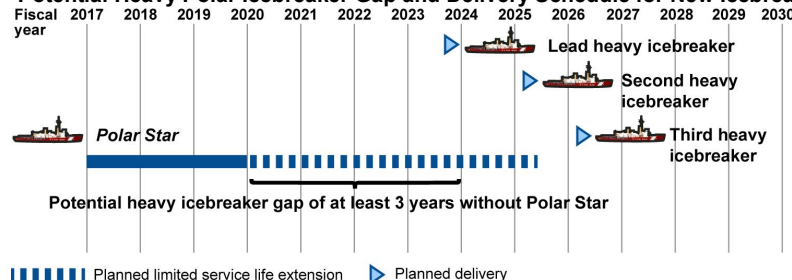 Potential Heavy Polar Icebreaker Gap and Delivery Schedule for New Icebrea
Fiscal year 2017 2018 2019 2020 2021 2022 2023 2024 2025 2026 2027 2028 2029 2030
Lead heavy icebreaker
Second heavy
icebreaker
Polar Star
Third heavy
icebreaker
Potential heavy icebreaker gap of at least 3 years without Polar Star
Planned limited service life extension
Planned delivery